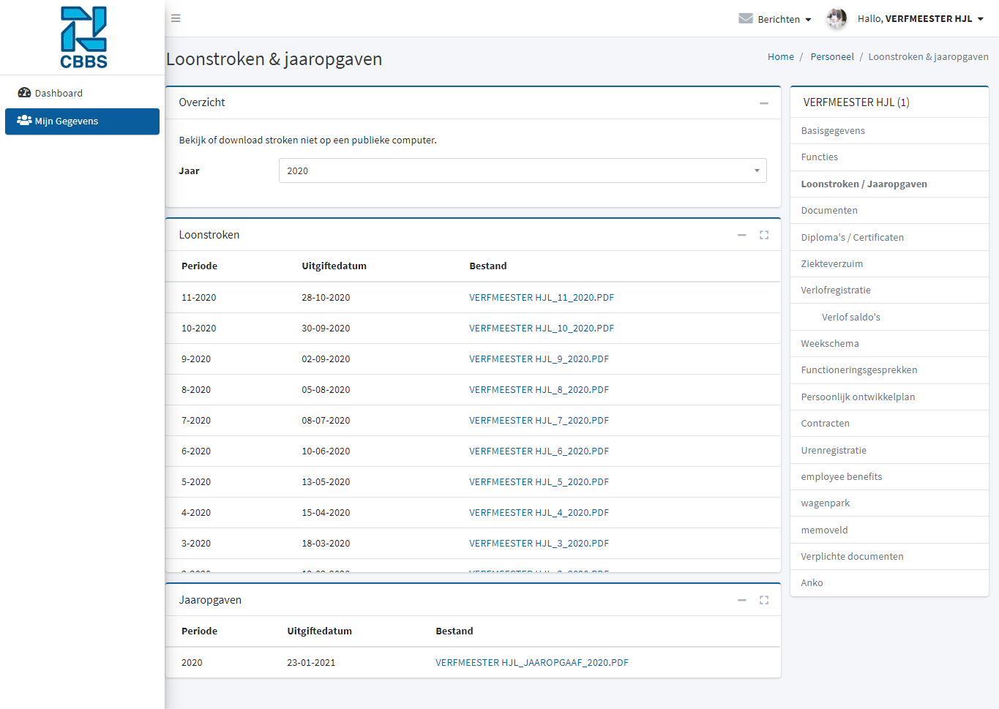 CBBS
Dashboard
Mijn Gegevens
Berichten
Hallo, VERFMEESTER HJL
Loonstroken & jaaropgaven
Home / Personeel / Loonstroken & jaaropgaven
Overzicht
Bekijk of download stroken niet op een publieke computer.
Jaar 2020
Loonstroken
Periode Uitgiftedatum Bestand
11-2020 28-10-2020 VERFMEESTER HJL_11_2020.PDF
10-2020 30-09-2020 VERFMEESTER HJL_10_2020.PDF
9-2020 02-09-2020 VERFMEESTER HJL_9_2020.PDF
8-2020 05-08-2020 VERFMEESTER HJL_8_2020.PDF
7-2020 08-07-2020 VERFMEESTER HJL_7_2020.PDF
6-2020 10-06-2020 VERFMEESTER HJL_6_2020.PDF
5-2020 13-05-2020 VERFMEESTER HJL_5_2020.PDF
4-2020 15-04-2020 VERFMEESTER HJL_4_2020.PDF
3-2020 18-03-2020 VERFMEESTER HJL_3_2020.PDF
Jaaropgaven
Periode Uitgiftedatum Bestand
2020 23-01-2021 VERFMEESTER HJL_JAAROPGAAF_2020.PDF
VERFMEESTER HJL (1)
Basisgegevens
Functies
Loonstroken / Jaaropgaven
Documenten
Diploma's / Certificaten
Ziekteverzuim
Verlofregistratie
Verlof saldo's
Weekschema
Functioneringsgesprekken
Persoonlijk ontwikkelplan
Contracten
Urenregistratie
employee benefits
wagenpark
memoveld
Verplichte documenten
Anko